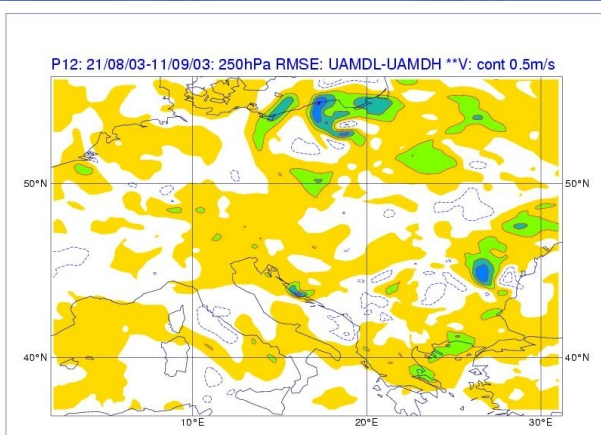 P12: 21/08/03-11/09/03: 250hPa RMSE: UAMDL-UAMDH **V: cont 0.5m/s
50°N 50°N
40°N 40°N
10°E 20°E 30°E